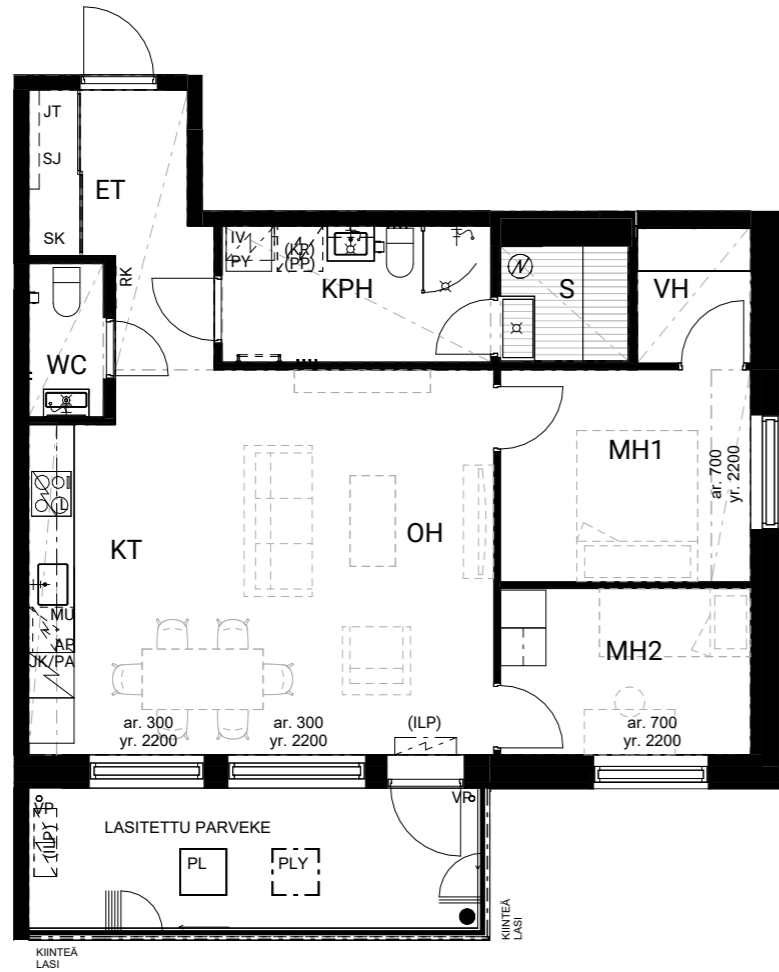 JT
SJ
ET
SK
RK
IV
PY
(KR)
(PP)
KPH
S
VH
WC
MH1
ar. 700
yr. 2200
KT
OH
L
MU
AP
JK/PA
MH2
ar. 300
yr. 2200
ar. 300
yr. 2200
(ILP)
ar. 700
yr. 2200
VP
(ILP)
VP
LASITETTU PARVEKE
PL
PLY
KIINTEÄ
LASI
KIINTEÄ
LASI